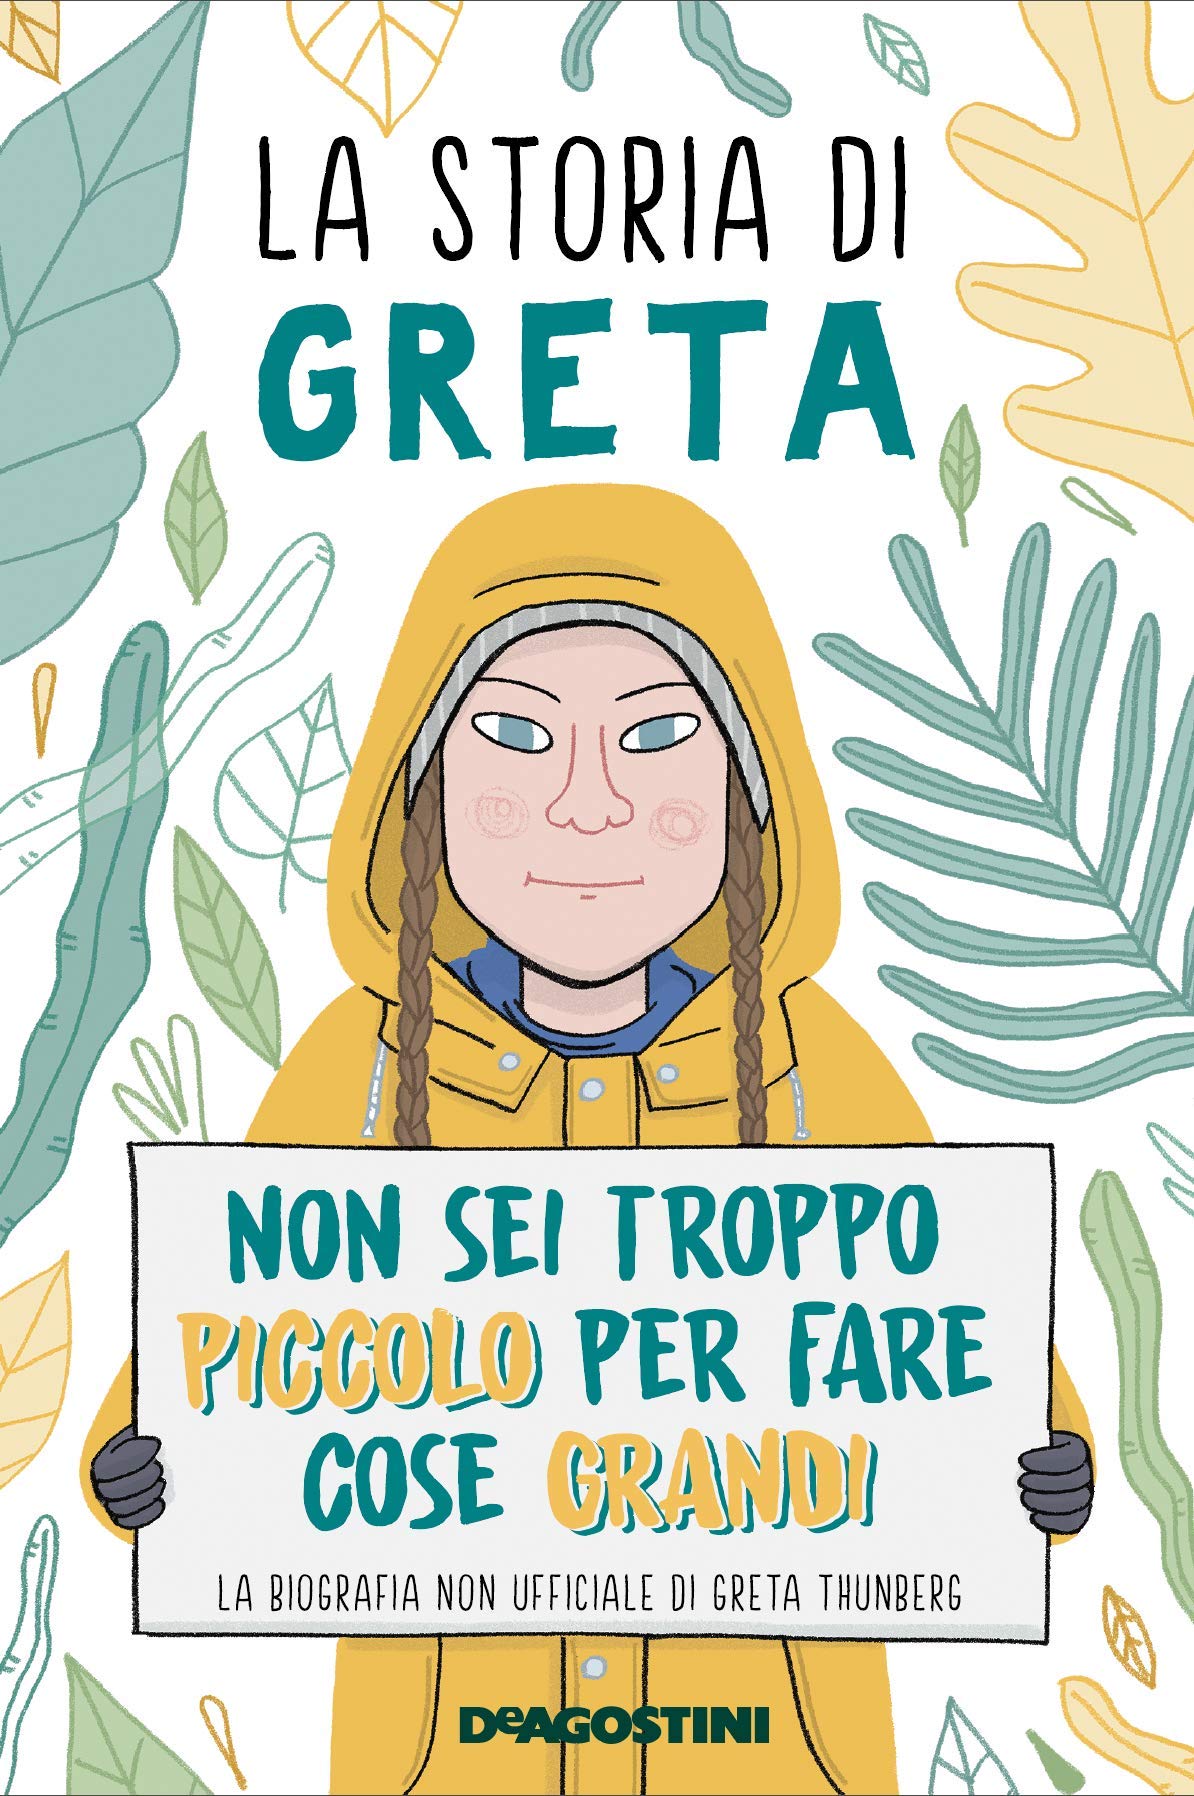 LA STORIA DI
GRETA
NON SEI TROPPO
PICCOLO PER FARE
COSE GRANDI
LA BIOGRAFIA NON UFFICIALE DI GRETA THUNBERG
DeAGOSTINI